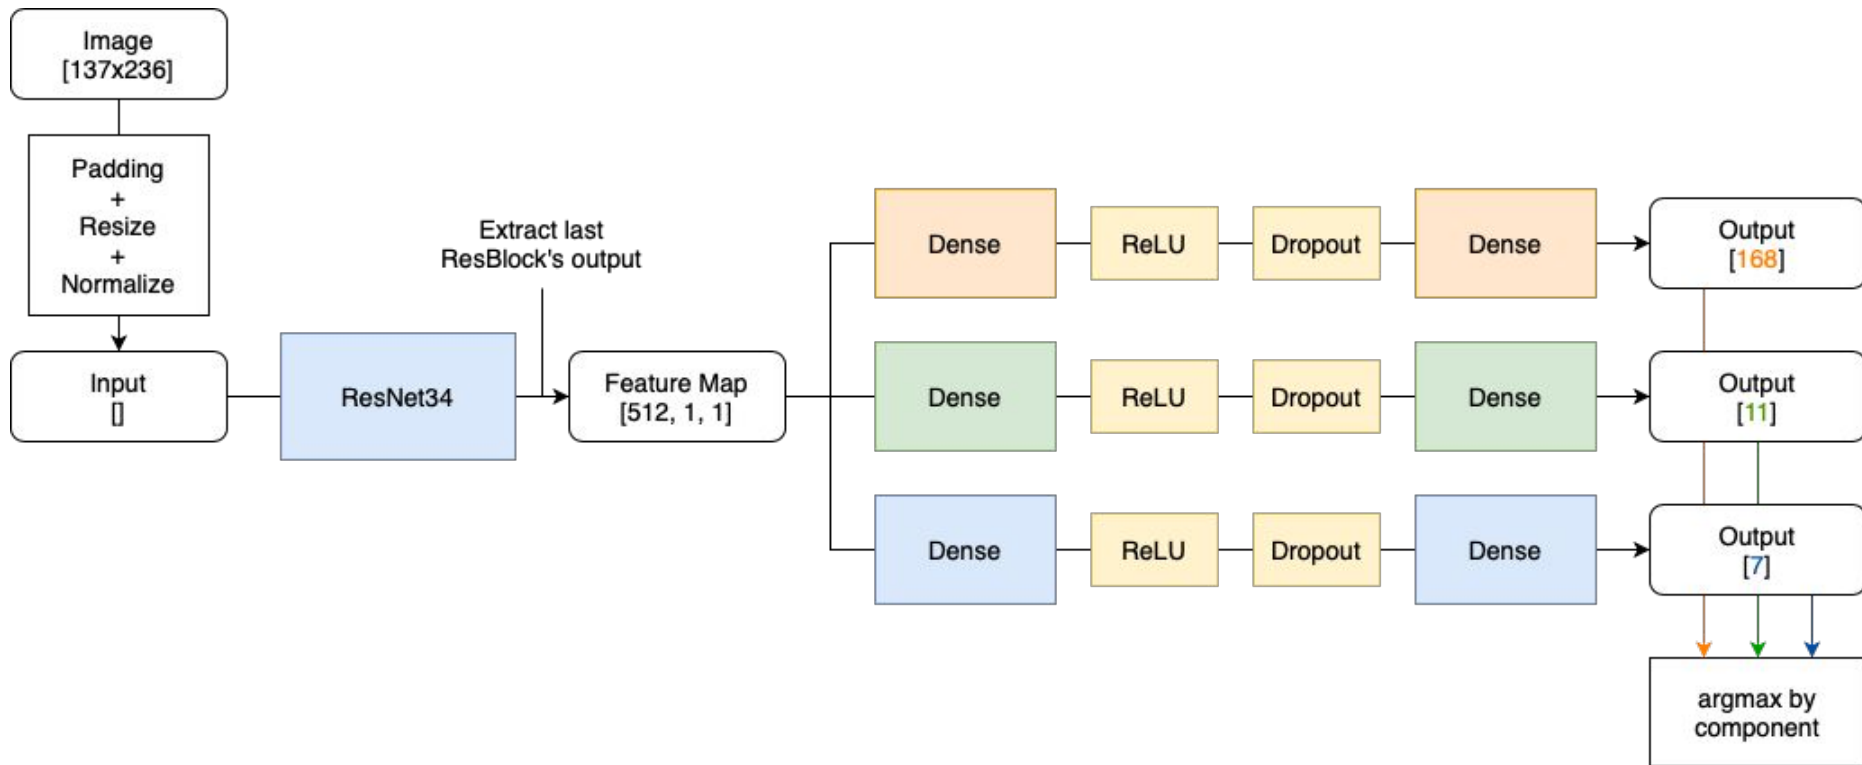 Image
[137x236]
Padding
+
Resize
+
Normalize
Input
[]
ResNet34
Extract last
ResBlock's output
Feature Map
[512, 1, 1]
Dense
ReLU
Dropout
Dense
Output
[168]
Dense
ReLU
Dropout
Dense
Output
[11]
Dense
ReLU
Dropout
Dense
Output
[7]
argmax by
component